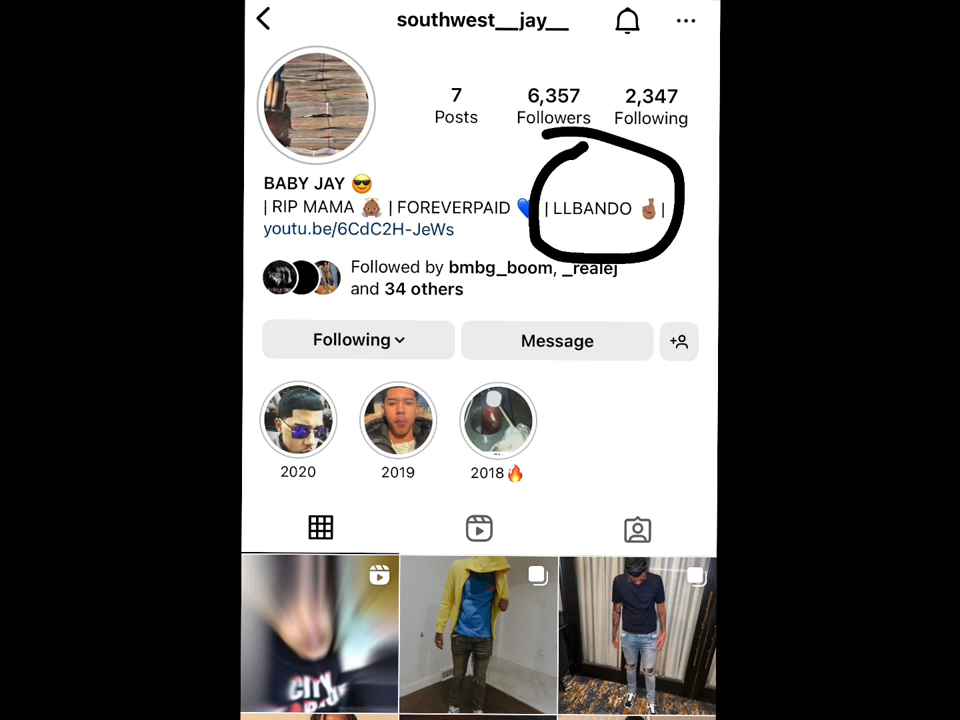 southwest__jay__
7 6,357 2,347
Posts Followers Following
BABY JAY 😎
| RIP MAMA 👼🏽 | FOREVERPAID 💙 | LLBANDO 🤞🏽 |
youtu.be/6CdC2H-JeWs
Followed by bmbg_boom, _realej
and 34 others
Following Message
2020 2019 2018🔥
CITY